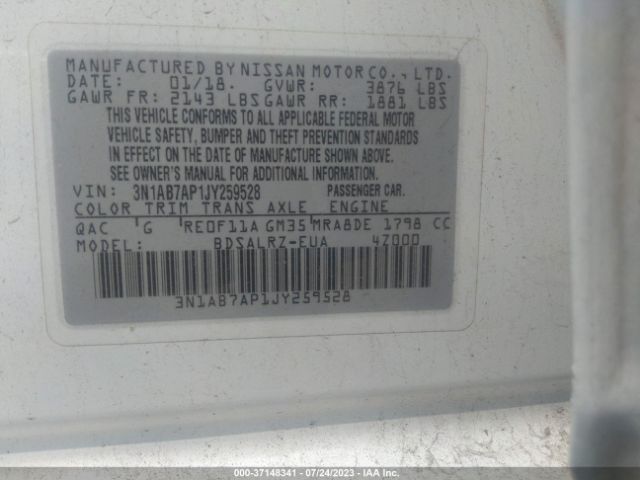 MANUFACTURED BY NISSAN MOTOR CO., LTD.
DATE: 01/18. GVWR: 3876 LBS
GAWR FR: 2143 LBS GAWR RR: 1881 LBS
THIS VEHICLE CONFORMS TO ALL APPLICABLE FEDERAL MOTOR
VEHICLE SAFETY, BUMPER AND THEFT PREVENTION STANDARDS
IN EFFECT ON THE DATE OF MANUFACTURE SHOWN ABOVE.
SEE OWNER'S MANUAL FOR ADDITIONAL INFORMATION.
VIN: 3N1AB7AP1JY259528 PASSENGER CAR.
COLOR TRIM TRANS AXLE ENGINE
QAC G RE0F11A GM35 MRA8DE 1798 CC
MODEL: BDSALRZ-EUA 4Z000
3N1AB7AP1JY259528
000-37148341 / 07/24/2023 / IAA Inc.